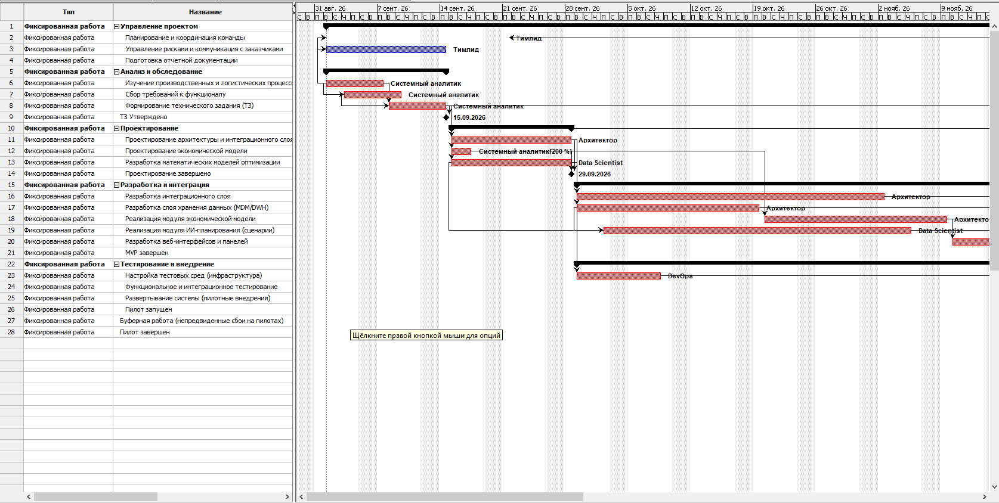 Тип Название
31 авг. 26 7 сент. 26 14 сент. 26 21 сент. 26 28 сент. 26 5 окт. 26 12 окт. 26 19 окт. 26 26 окт. 26 2 нояб. 26 9 нояб. 26
С В П В С Ч П В С Ч П В С Ч П В С Ч П В С Ч П В С Ч П В С Ч П В С Ч П В С Ч П В С Ч П В С
1 Фиксированная работа Управление проектом
2 Фиксированная работа Планирование и координация команды Тимлид
3 Фиксированная работа Управление рисками и коммуникация с заказчиками Тимлид
4 Фиксированная работа Подготовка отчетной документации
5 Фиксированная работа Анализ и обследование
6 Фиксированная работа Изучение производственных и логистических процесс Системный аналитик
7 Фиксированная работа Сбор требований к функционалу Системный аналитик
8 Фиксированная работа Формирование технического задания (ТЗ) Системный аналитик
9 Фиксированная работа ТЗ Утверждено 15.09.2026
10 Фиксированная работа Проектирование
11 Фиксированная работа Проектирование архитектуры и интеграционного слоя Архитектор
12 Фиксированная работа Проектирование экономической модели Системный аналитик[200 %]
13 Фиксированная работа Разработка математических моделей оптимизации Data Scientist
14 Фиксированная работа Проектирование завершено 29.09.2026
15 Фиксированная работа Разработка и интеграция
16 Фиксированная работа Разработка интеграционного слоя Архитектор
17 Фиксированная работа Разработка слоя хранения данных (MDM/DWH) Архитектор
18 Фиксированная работа Реализация модуля экономической модели Архитекто
19 Фиксированная работа Реализация модуля ИИ-планирования (сценарии) Data Scientist
20 Фиксированная работа Разработка веб-интерфейсов и панелей
21 Фиксированная работа MVP завершен
22 Фиксированная работа Тестирование и внедрение
23 Фиксированная работа Настройка тестовых сред (инфраструктура) DevOps
24 Фиксированная работа Функциональное и интеграционное тестирование
25 Фиксированная работа Развертывание системы (пилотные внедрения)
26 Фиксированная работа Пилот запущен
27 Фиксированная работа Буферная работа (непредвиденные сбои на пилотах)
28 Фиксированная работа Пилот завершен
Щёлкните правой кнопкой мыши для опций